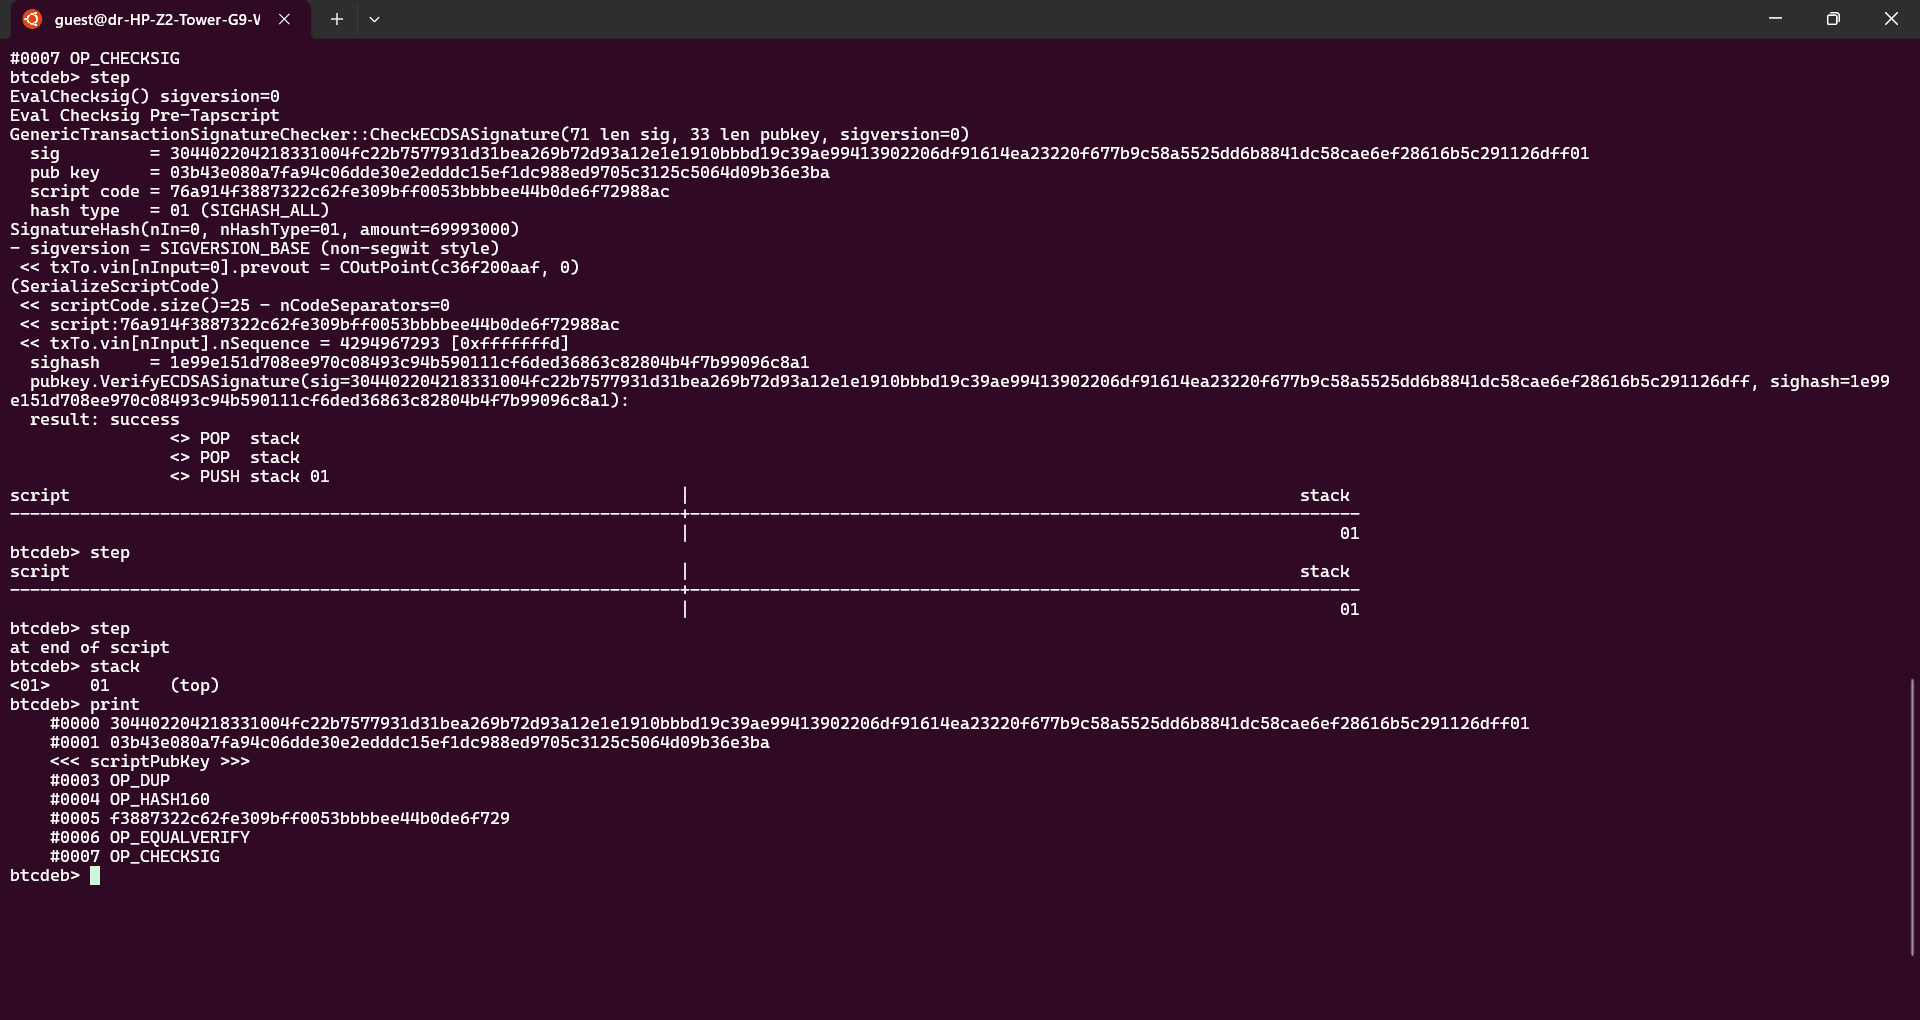 guest@dr-HP-Z2-Tower-G9-V
#0007 OP_CHECKSIG
btcdeb> step
EvalChecksig() sigversion=0
Eval Checksig Pre-Tapscript
GenericTransactionSignatureChecker::CheckECDSASignature(71 len sig, 33 len pubkey, sigversion=0)
  sig         = 304402204218331004fc22b7577931d31bea269b72d93a12e1e1910bbbd19c39ae99413902206df91614ea23220f677b9c58a5525dd6b8841dc58cae6ef28616b5c291126dff01
  pub key     = 03b43e080a7fa94c06dde30e2edddc15ef1dc988ed9705c3125c5064d09b36e3ba
  script code = 76a914f3887322c62fe309bff0053bbbbee44b0de6f72988ac
  hash type   = 01 (SIGHASH_ALL)
SignatureHash(nIn=0, nHashType=01, amount=69993000)
- sigversion = SIGVERSION_BASE (non-segwit style)
 << txTo.vin[nInput=0].prevout = COutPoint(c36f200aaf, 0)
(SerializeScriptCode)
 << scriptCode.size()=25 - nCodeSeparators=0
 << script:76a914f3887322c62fe309bff0053bbbbee44b0de6f72988ac
 << txTo.vin[nInput].nSequence = 4294967293 [0xfffffffd]
  sighash     = 1e99e151d708ee970c08493c94b590111cf6ded36863c82804b4f7b99096c8a1
  pubkey.VerifyECDSASignature(sig=304402204218331004fc22b7577931d31bea269b72d93a12e1e1910bbbd19c39ae99413902206df91614ea23220f677b9c58a5525dd6b8841dc58cae6ef28616b5c291126dff, sighash=1e99
e151d708ee970c08493c94b590111cf6ded36863c82804b4f7b99096c8a1):
  result: success
                <> POP  stack
                <> POP  stack
                <> PUSH stack 01
script | stack
-------------------------------------------------------------------+-------------------------------------------------------------------
| 01
btcdeb> step
script | stack
-------------------------------------------------------------------+-------------------------------------------------------------------
| 01
btcdeb> step
at end of script
btcdeb> stack
<01>    01      (top)
btcdeb> print
    #0000 304402204218331004fc22b7577931d31bea269b72d93a12e1e1910bbbd19c39ae99413902206df91614ea23220f677b9c58a5525dd6b8841dc58cae6ef28616b5c291126dff01
    #0001 03b43e080a7fa94c06dde30e2edddc15ef1dc988ed9705c3125c5064d09b36e3ba
    <<< scriptPubKey >>>
    #0003 OP_DUP
    #0004 OP_HASH160
    #0005 f3887322c62fe309bff0053bbbbee44b0de6f729
    #0006 OP_EQUALVERIFY
    #0007 OP_CHECKSIG
btcdeb>